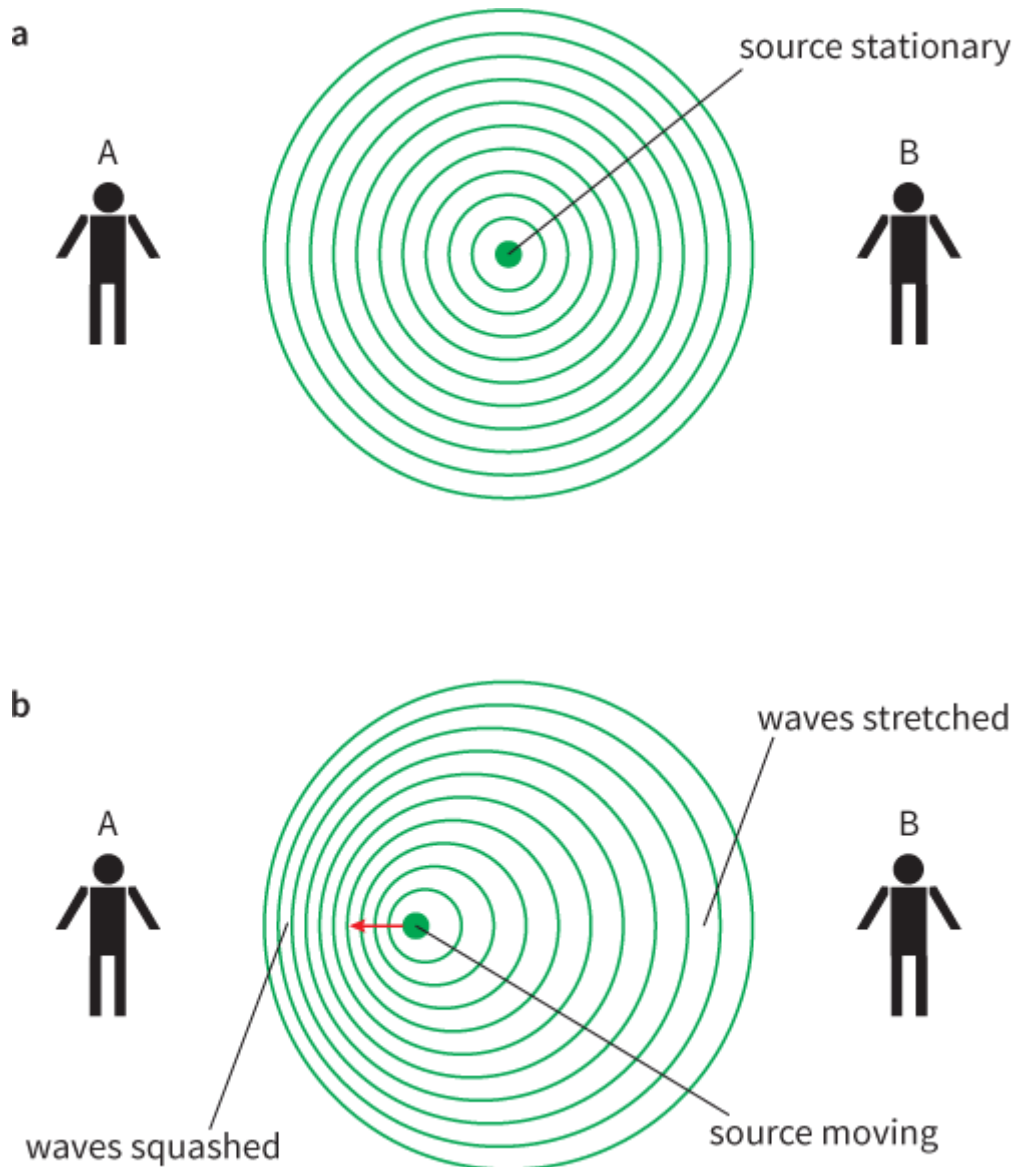 a
source stationary
A
B
b
waves stretched
A
B
waves squashed
source moving